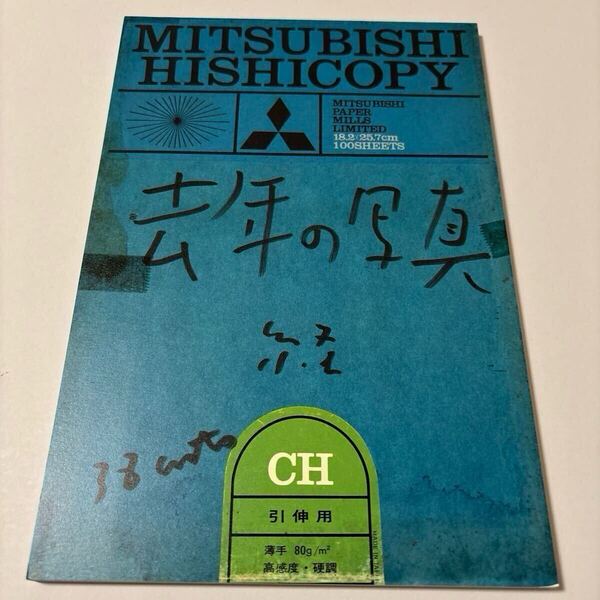 MITSUBISHI
HISHICOPY
MITSUBISHI
PAPER
MILLS
LIMITED
18.2×25.7cm
100SHEETS
去年の写真
CH
引伸用
薄手 80g/m²
高感度・硬調